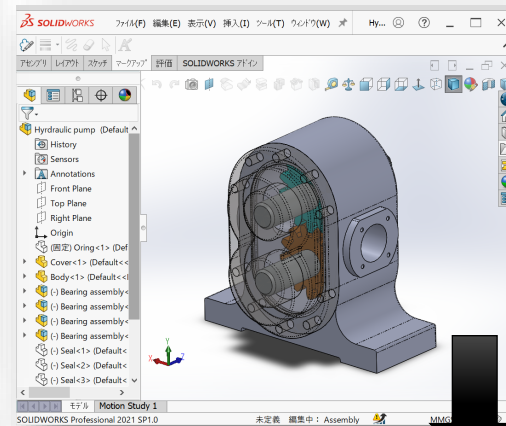 SOLIDWORKS ファイル(F) 編集(E) 表示(V) 挿入(I) ツール(T) ウィンドウ(W) Hy...
アセンブリ レイアウト スケッチ マークアップ 評価 SOLIDWORKS アドイン
Hydraulic pump (Default
History
Sensors
Annotations
Front Plane
Top Plane
Right Plane
Origin
(固定) Oring<1> (Def
Cover<1> (Default<<
Body<1> (Default<<
(-) Bearing assembly<
(-) Bearing assembly<
(-) Bearing assembly<
(-) Bearing assembly<
(-) Seal<1> (Default<
(-) Seal<2> (Default<
(-) Seal<3> (Default<
Y
X
Z
モデル Motion Study 1
SOLIDWORKS Professional 2021 SP1.0 未定義 編集中: Assembly MMG